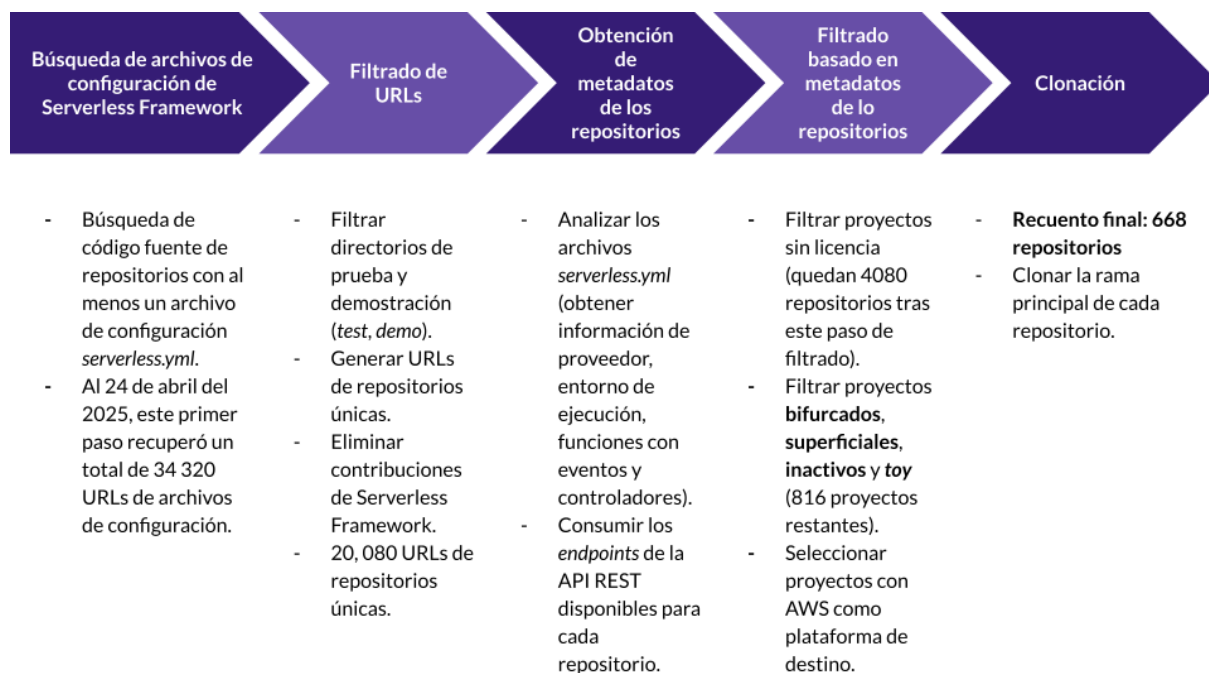 Búsqueda de archivos de
configuración de
Serverless Framework
Filtrado de
URLs
Obtención
de
metadatos
de los
repositorios
Filtrado
basado en
metadatos
de lo
repositorios
Clonación
- Búsqueda de
código fuente de
repositorios con al
menos un archivo
de configuración
serverless.yml.
- Al 24 de abril del
2025, este primer
paso recuperó un
total de 34 320
URLs de archivos
de configuración.
- Filtrar
directorios de
prueba y
demostración
(test, demo).
- Generar URLs
de repositorios
únicas.
- Eliminar
contribuciones
de Serverless
Framework.
- 20, 080 URLs de
repositorios
únicas.
- Analizar los
archivos
serverless.yml
(obtener
información de
proveedor,
entorno de
ejecución,
funciones con
eventos y
controladores).
- Consumir los
endpoints de la
API REST
disponibles para
cada
repositorio.
- Filtrar proyectos
sin licencia
(quedan 4080
repositorios tras
este paso de
filtrado).
- Filtrar proyectos
bifurcados,
superficiales,
inactivos y toy
(816 proyectos
restantes).
- Seleccionar
proyectos con
AWS como
plataforma de
destino.
- Recuento final: 668
repositorios
- Clonar la rama
principal de cada
repositorio.